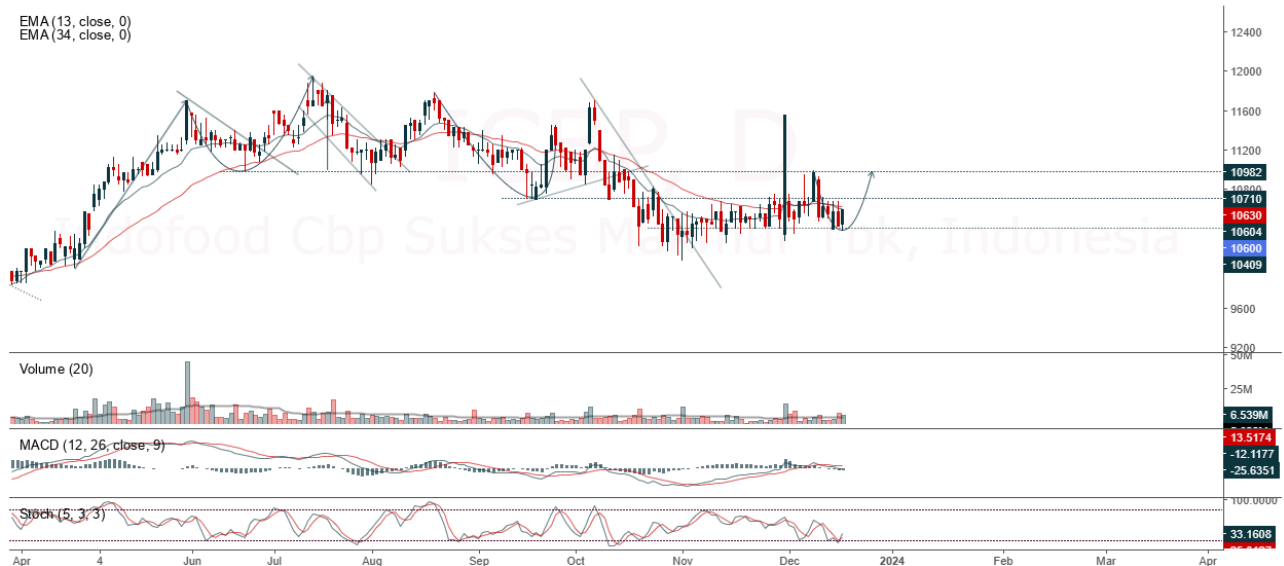 EMA (13, close, 0)
EMA (34, close, 0)
ICBP, D
Indofood Cbp Sukses Makmur Tbk, Indonesia
12400
12000
11600
11200
10982
10800
10710
10630
10604
10600
10409
9600
9200
Volume (20)
50M
25M
6.539M
MACD (12, 26, close, 9)
13.5174
-12.1177
-25.6351
Stoch (5, 3, 3)
100.0000
33.1608
Apr
4
Jun
Jul
Aug
Sep
Oct
Nov
Dec
2024
Feb
Mar
Apr